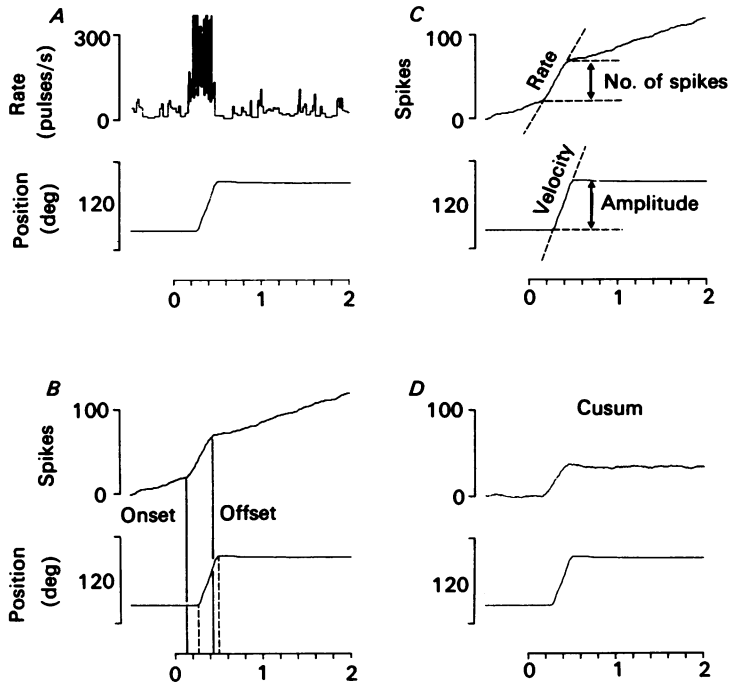 A
300
0
Rate
(pulses/s)
120
Position
(deg)
0 1 2
C
100
0
Spikes
Rate
No. of spikes
120
Velocity
Amplitude
0 1 2
B
100
0
Spikes
Onset
Offset
120
Position
(deg)
0 1 2
D
Cusum
100
0
120
0 1 2